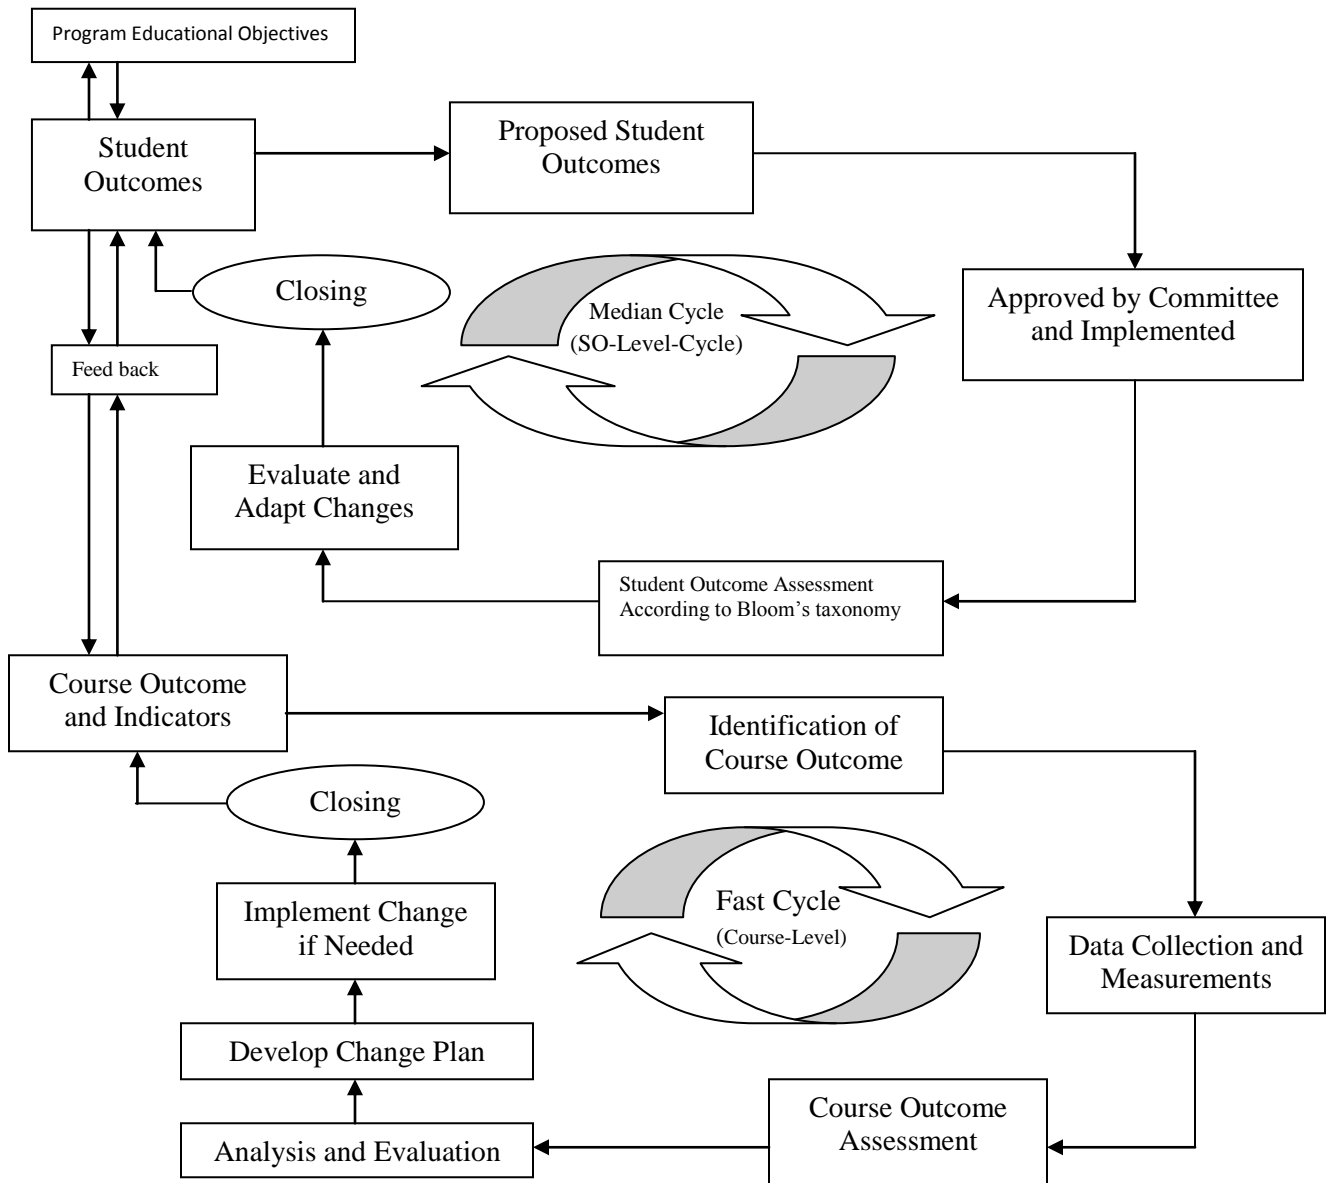 Program Educational Objectives
Student
Outcomes
Proposed Student
Outcomes
Closing
Median Cycle
(SO-Level-Cycle)
Approved by Committee
and Implemented
Feed back
Evaluate and
Adapt Changes
Student Outcome Assessment
According to Bloom’s taxonomy
Course Outcome
and Indicators
Identification of
Course Outcome
Closing
Implement Change
if Needed
Fast Cycle
(Course-Level)
Data Collection and
Measurements
Develop Change Plan
Course Outcome
Assessment
Analysis and Evaluation